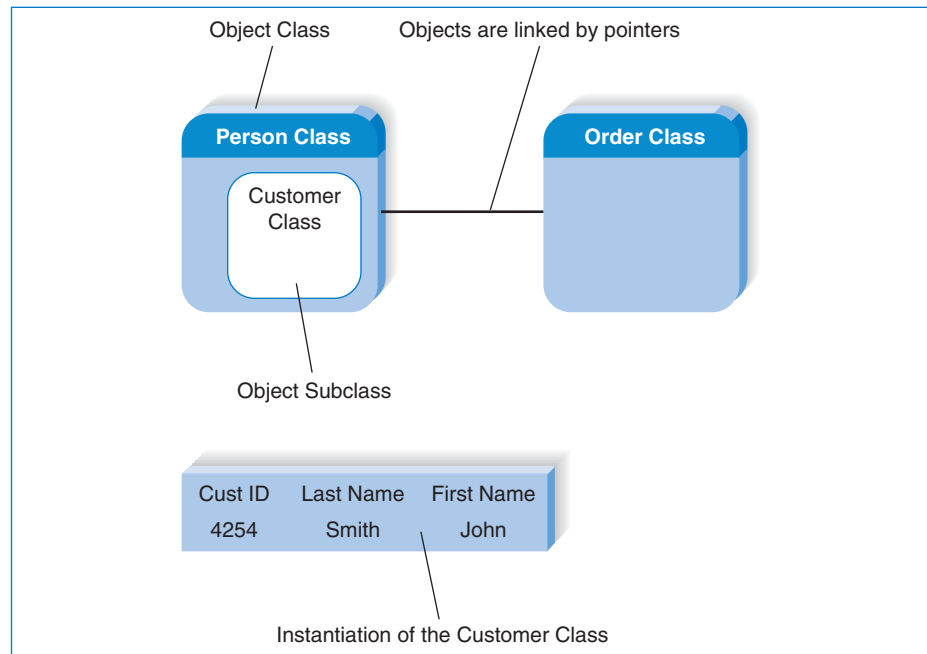 Object Class
Objects are linked by pointers
Person Class
Order Class
Customer
Class
Object Subclass
Cust ID Last Name First Name
4254 Smith John
Instantiation of the Customer Class